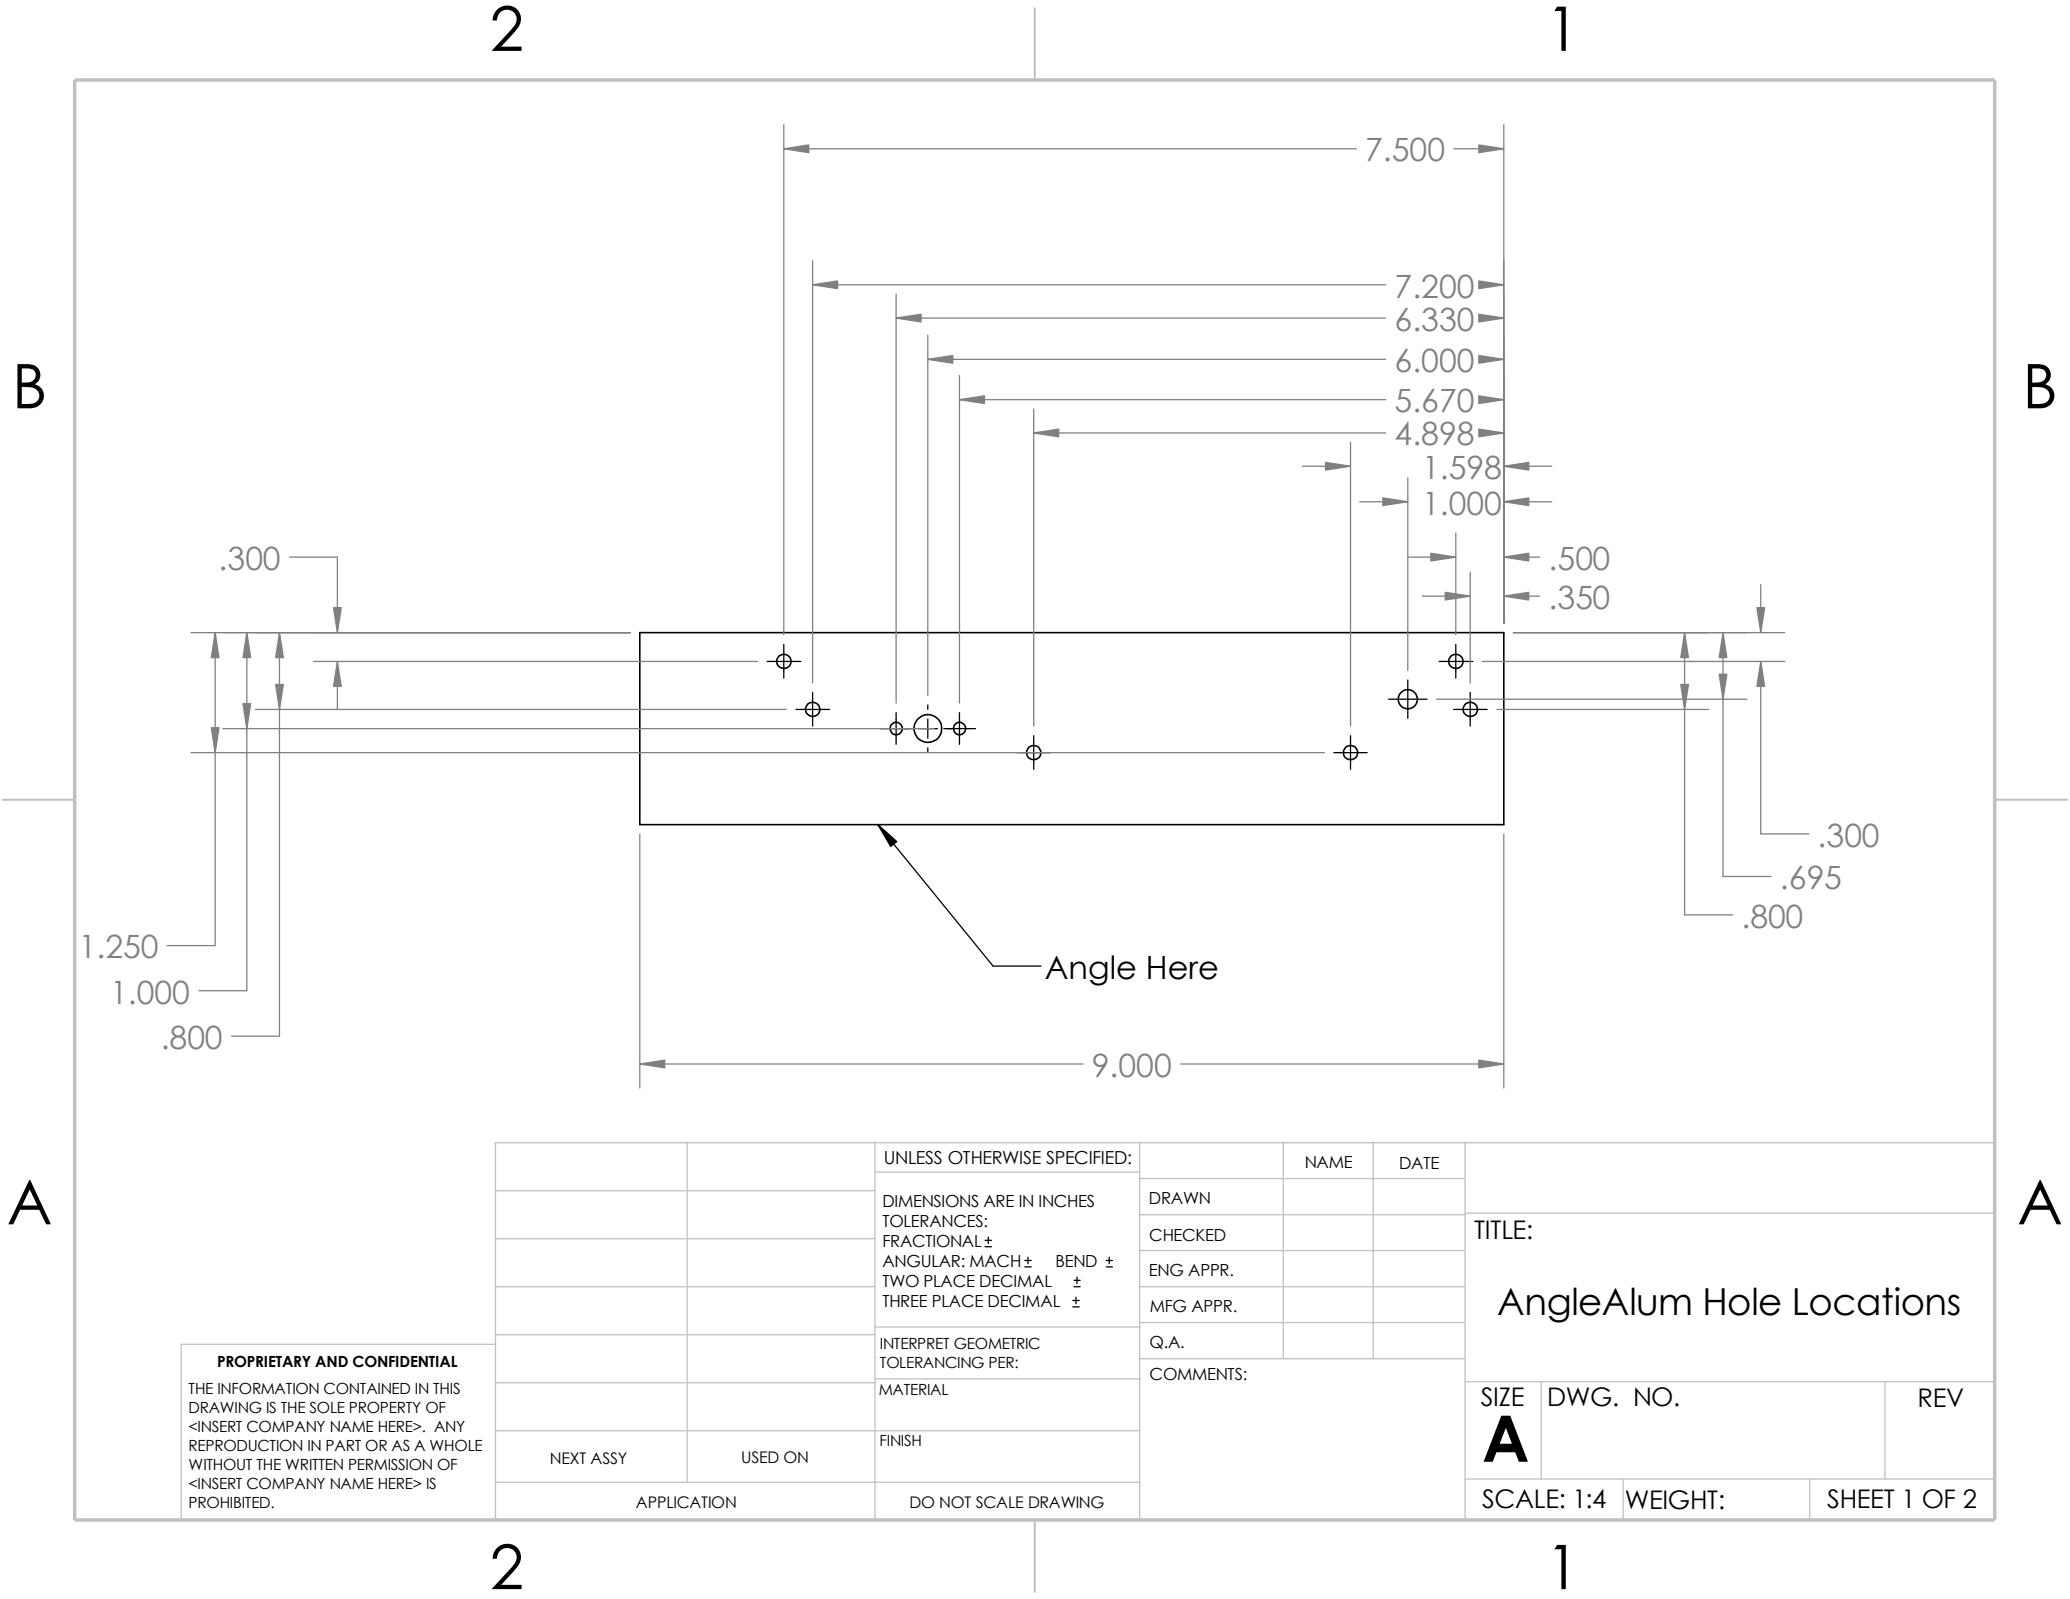 2
1
7.500
7.200
6.330
6.000
B
B
5.670
4.898
1.598
1.000
.300
.500
.350
.300
.695
.800
1.250
Angle Here
1.000
.800
9.000
A
A
UNLESS OTHERWISE SPECIFIED:
DIMENSIONS ARE IN INCHES
TOLERANCES:
FRACTIONAL ±
ANGULAR: MACH ± BEND ±
TWO PLACE DECIMAL ±
THREE PLACE DECIMAL ±
INTERPRET GEOMETRIC
TOLERANCING PER:
MATERIAL
FINISH
DO NOT SCALE DRAWING
NAME DATE
DRAWN
CHECKED
ENG APPR.
MFG APPR.
Q.A.
COMMENTS:
TITLE:
AngleAlum Hole Locations
SIZE DWG. NO. REV
A
SCALE: 1:4 WEIGHT: SHEET 1 OF 2
PROPRIETARY AND CONFIDENTIAL
THE INFORMATION CONTAINED IN THIS
DRAWING IS THE SOLE PROPERTY OF
<INSERT COMPANY NAME HERE>. ANY
REPRODUCTION IN PART OR AS A WHOLE
WITHOUT THE WRITTEN PERMISSION OF
<INSERT COMPANY NAME HERE> IS
PROHIBITED.
NEXT ASSY USED ON
APPLICATION
2
1